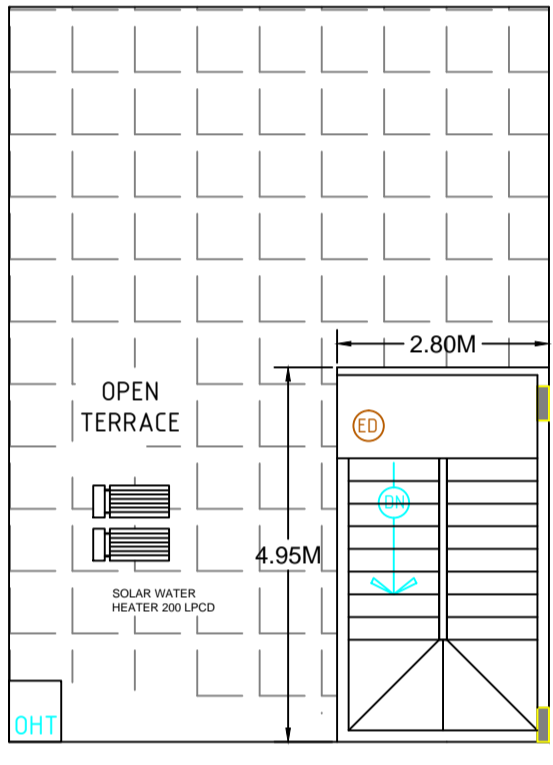 2.80M
OPEN
TERRACE
ED
DN
4.95M
SOLAR WATER
HEATER 200 LPCD
OHT